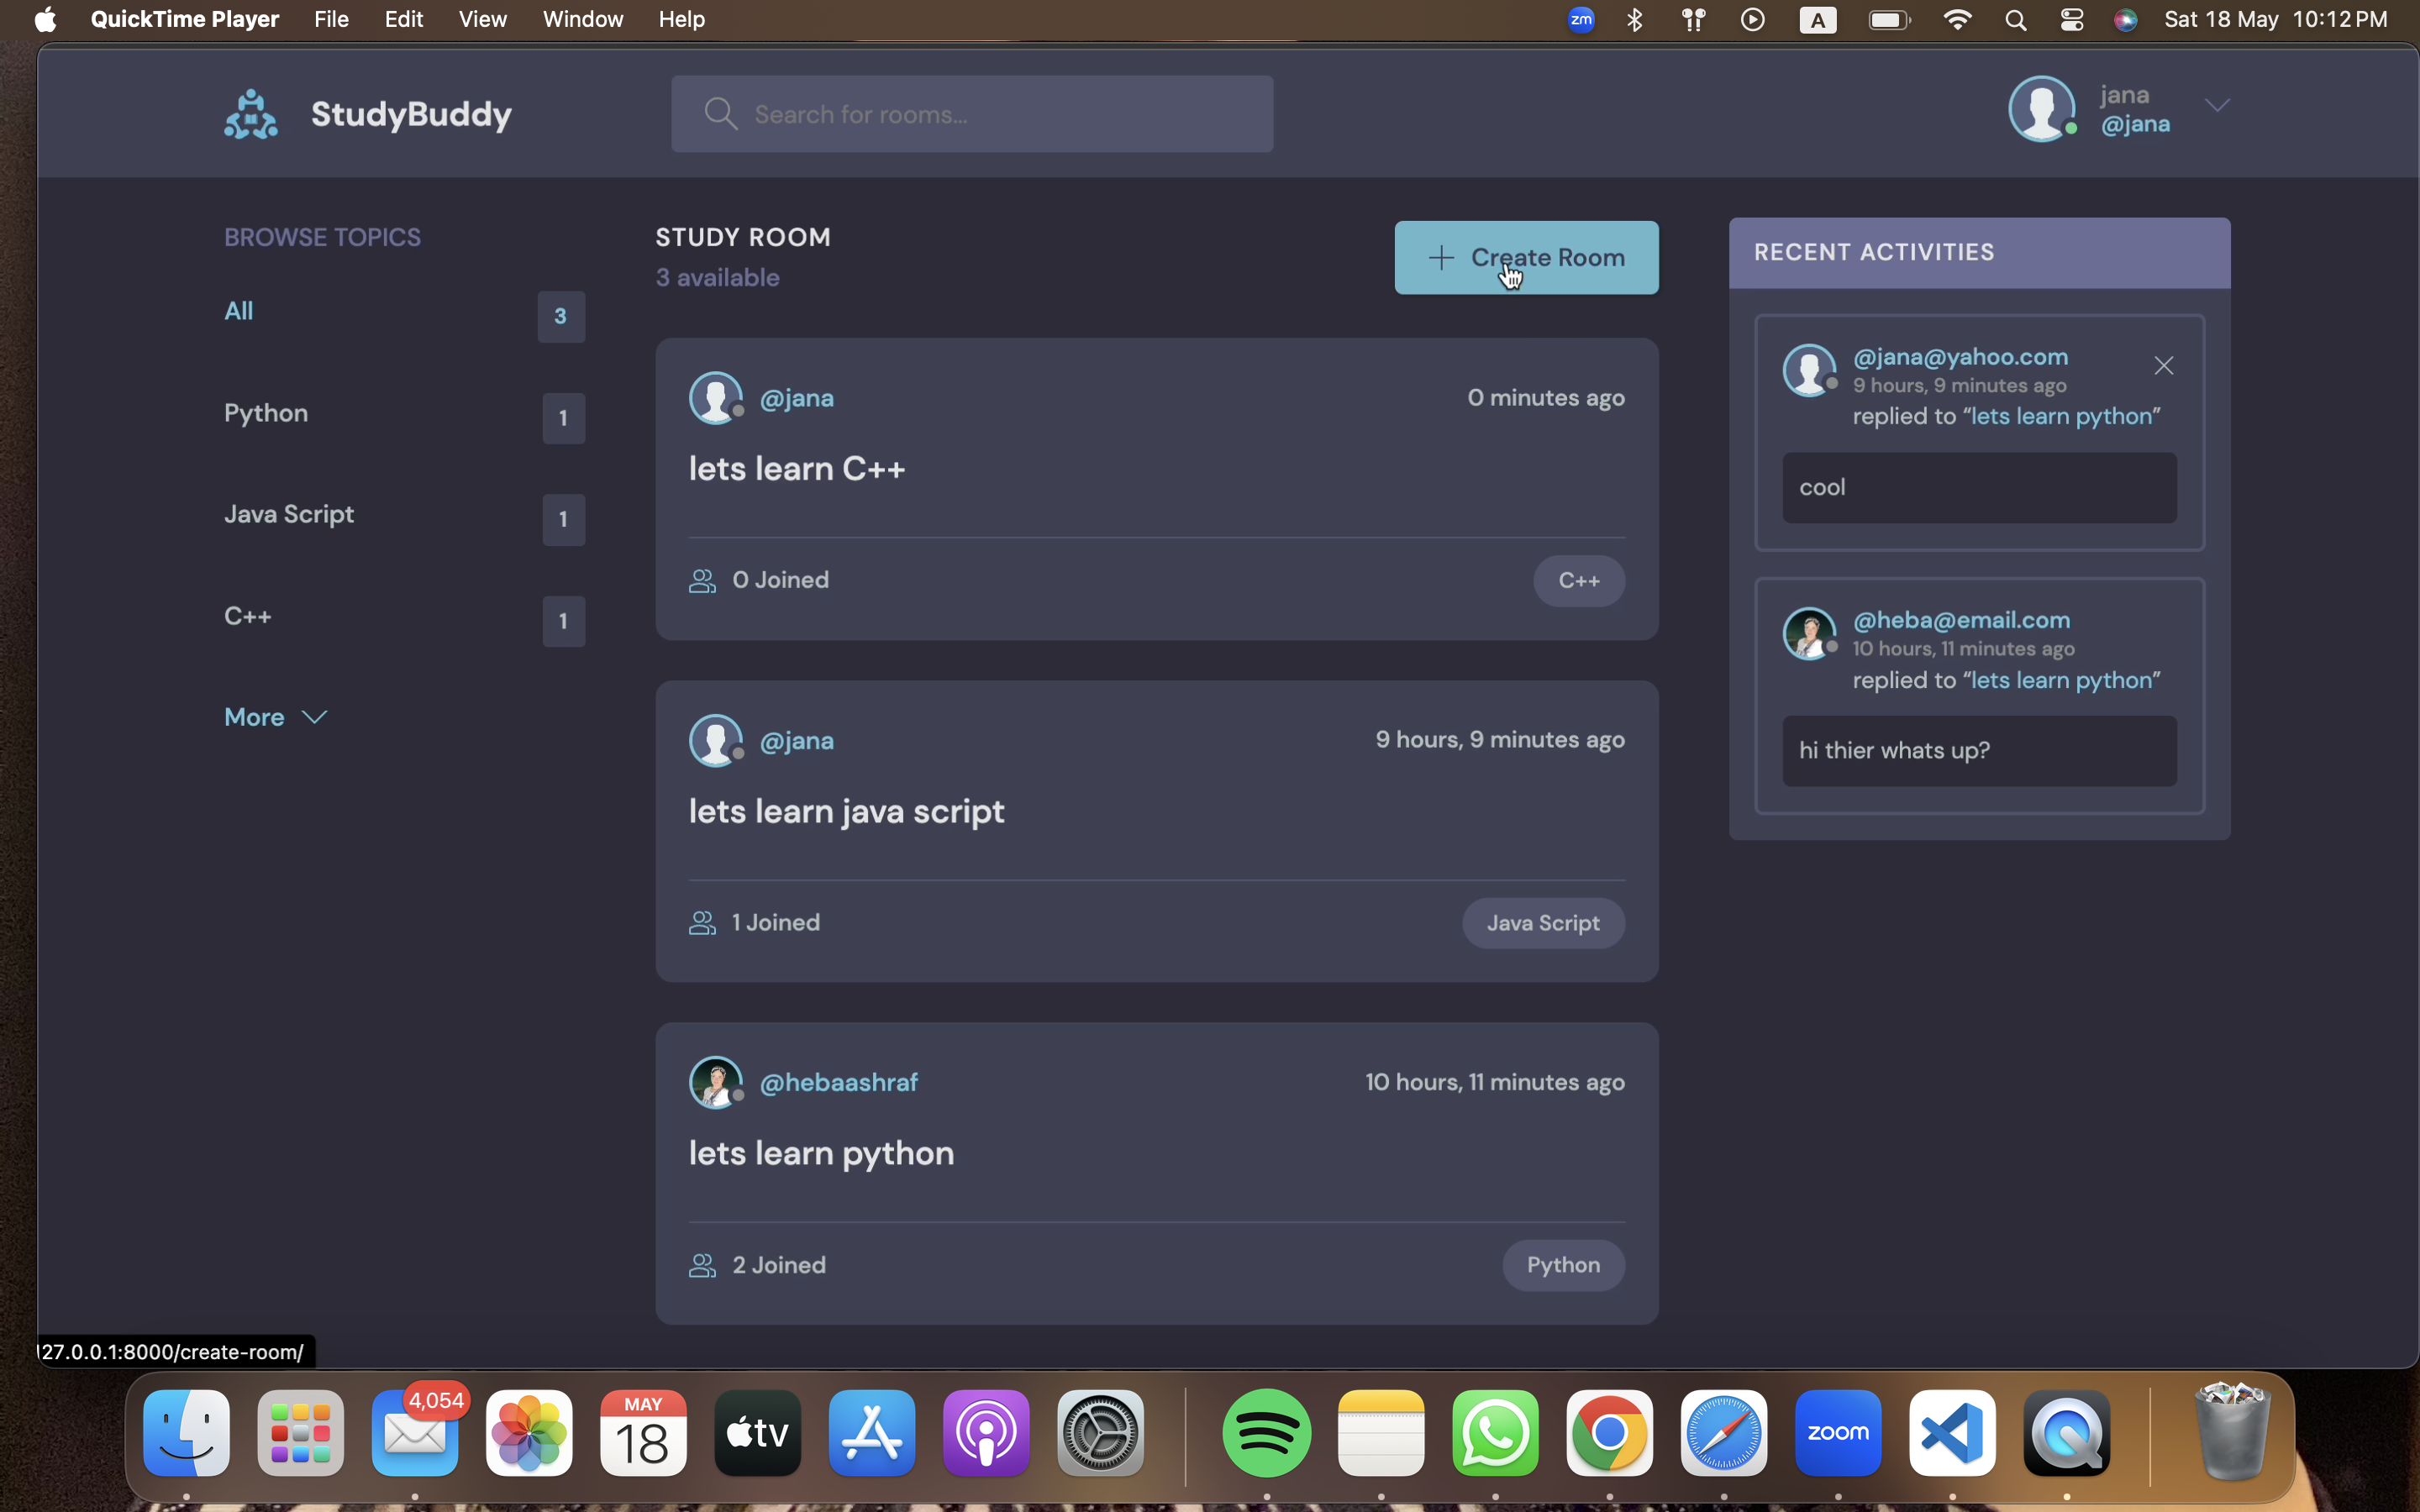 QuickTime Player File Edit View Window Help
zm A Sat 18 May 10:12 PM
StudyBuddy
Search for rooms...
jana
@jana
BROWSE TOPICS
All 3
Python 1
Java Script 1
C++ 1
More
STUDY ROOM
3 available
Create Room
@jana 0 minutes ago
lets learn C++
0 Joined C++
@jana 9 hours, 9 minutes ago
lets learn java script
1 Joined Java Script
@hebaashraf 10 hours, 11 minutes ago
lets learn python
2 Joined Python
RECENT ACTIVITIES
@jana@yahoo.com
9 hours, 9 minutes ago
replied to “lets learn python”
cool
@heba@email.com
10 hours, 11 minutes ago
replied to “lets learn python”
hi thier whats up?
127.0.0.1:8000/create-room/
4,054
MAY
18
tv
zoom